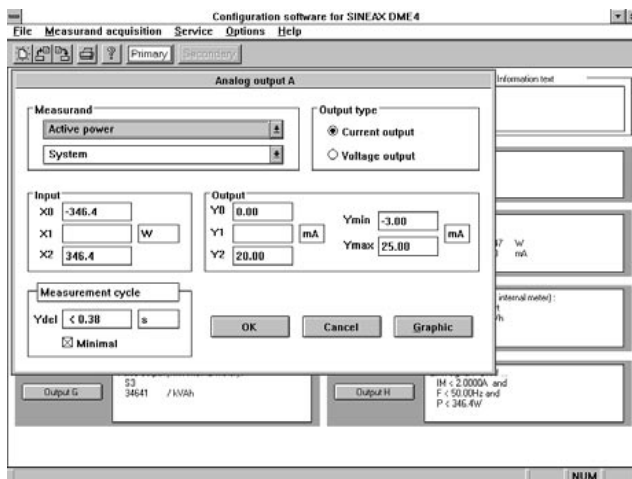 Configuration software for SINEAX DME4
File Measurand acquisition Service Options Help
Primary Secondary
Information text
Analog output A
Measurand
Active power
System
Output type
Current output
Voltage output
Input
X0 -346.4
X1 W
X2 346.4
Output
Y0 0.00
Y1 mA
Y2 20.00
Ymin -3.00
Ymax 25.00
mA
Measurement cycle
Ydel < 0.38 s
Minimal
OK Cancel Graphic
W
mA
internal meter) :
Output G
S3
34641 / kVAh
Output H
IM < 2.0000A and
F < 50.00Hz and
P < 346.4W
NUM